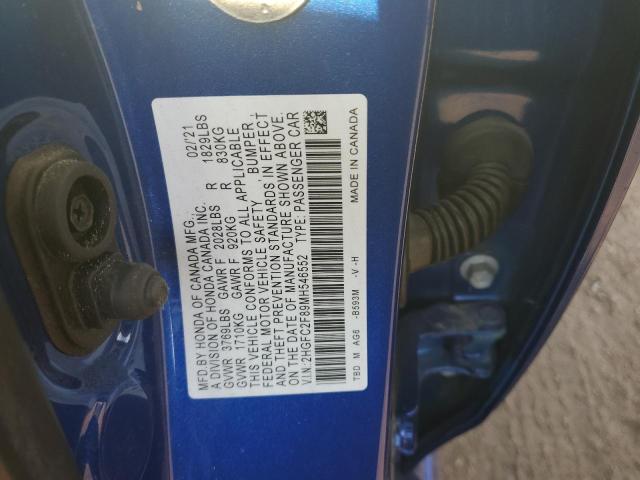 MFD.BY HONDA OF CANADA MFG., 02/'21
A DIVISION OF HONDA CANADA INC.
GVWR 3769LBS GAWR F 2028LBS R 1829LBS
GVWR 1710KG GAWR F 920KG R 830KG
THIS VEHICLE CONFORMS TO ALL APPLICABLE
FEDERAL MOTOR VEHICLE SAFETY, BUMPER,
AND THEFT PREVENTION STANDARDS IN EFFECT
ON THE DATE OF MANUFACTURE SHOWN ABOVE.
V.I.N.:2HGFC2F89MH546552 TYPE:PASSENGER CAR
TBD M AG6 -B593M -V-H MADE IN CANADA